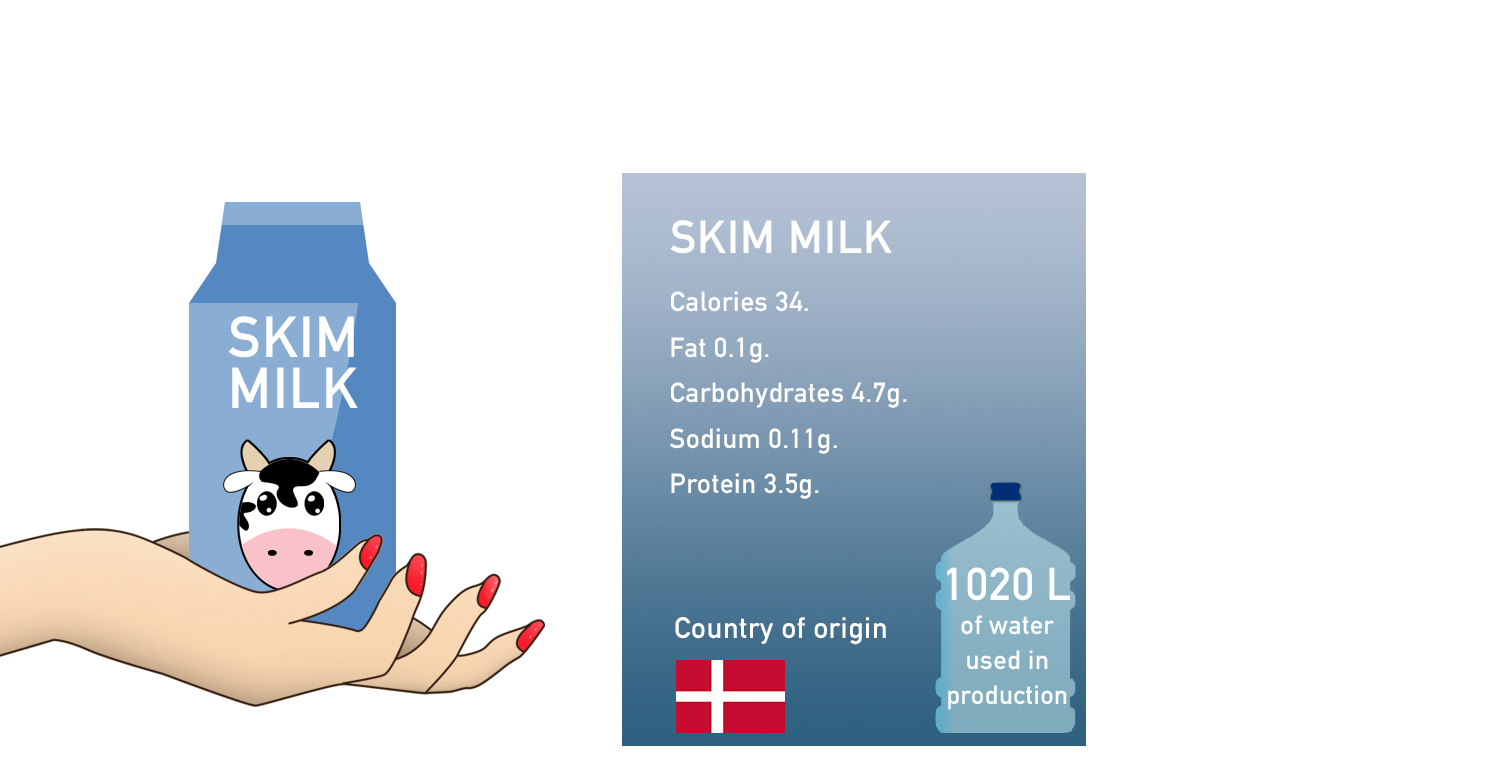 SKIM
MILK
SKIM MILK
Calories 34.
Fat 0.1g.
Carbohydrates 4.7g.
Sodium 0.11g.
Protein 3.5g.
Country of origin
1020 L
of water
used in
production